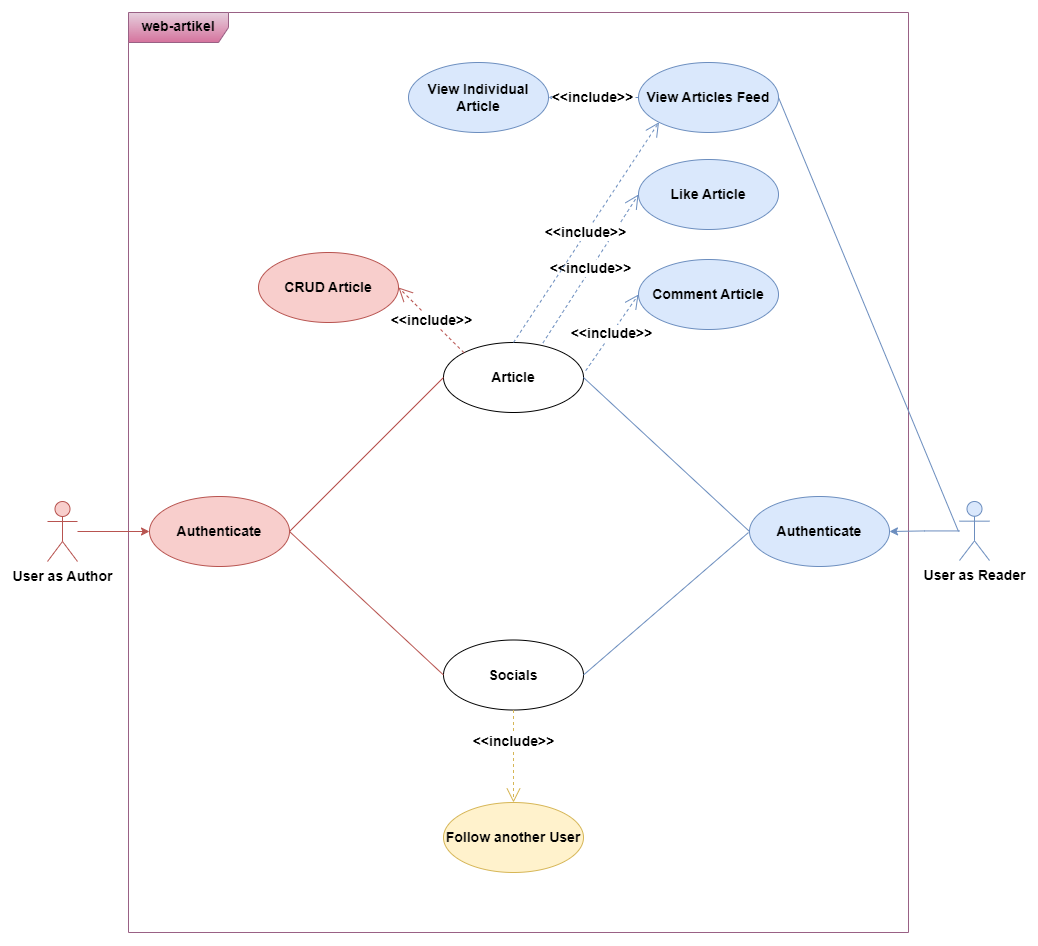 web-artikel
View Individual
Article
<<include>>
View Articles Feed
Like Article
<<include>>
<<include>>
CRUD Article
Comment Article
<<include>>
<<include>>
Article
Authenticate
Authenticate
User as Author
User as Reader
Socials
<<include>>
Follow another User